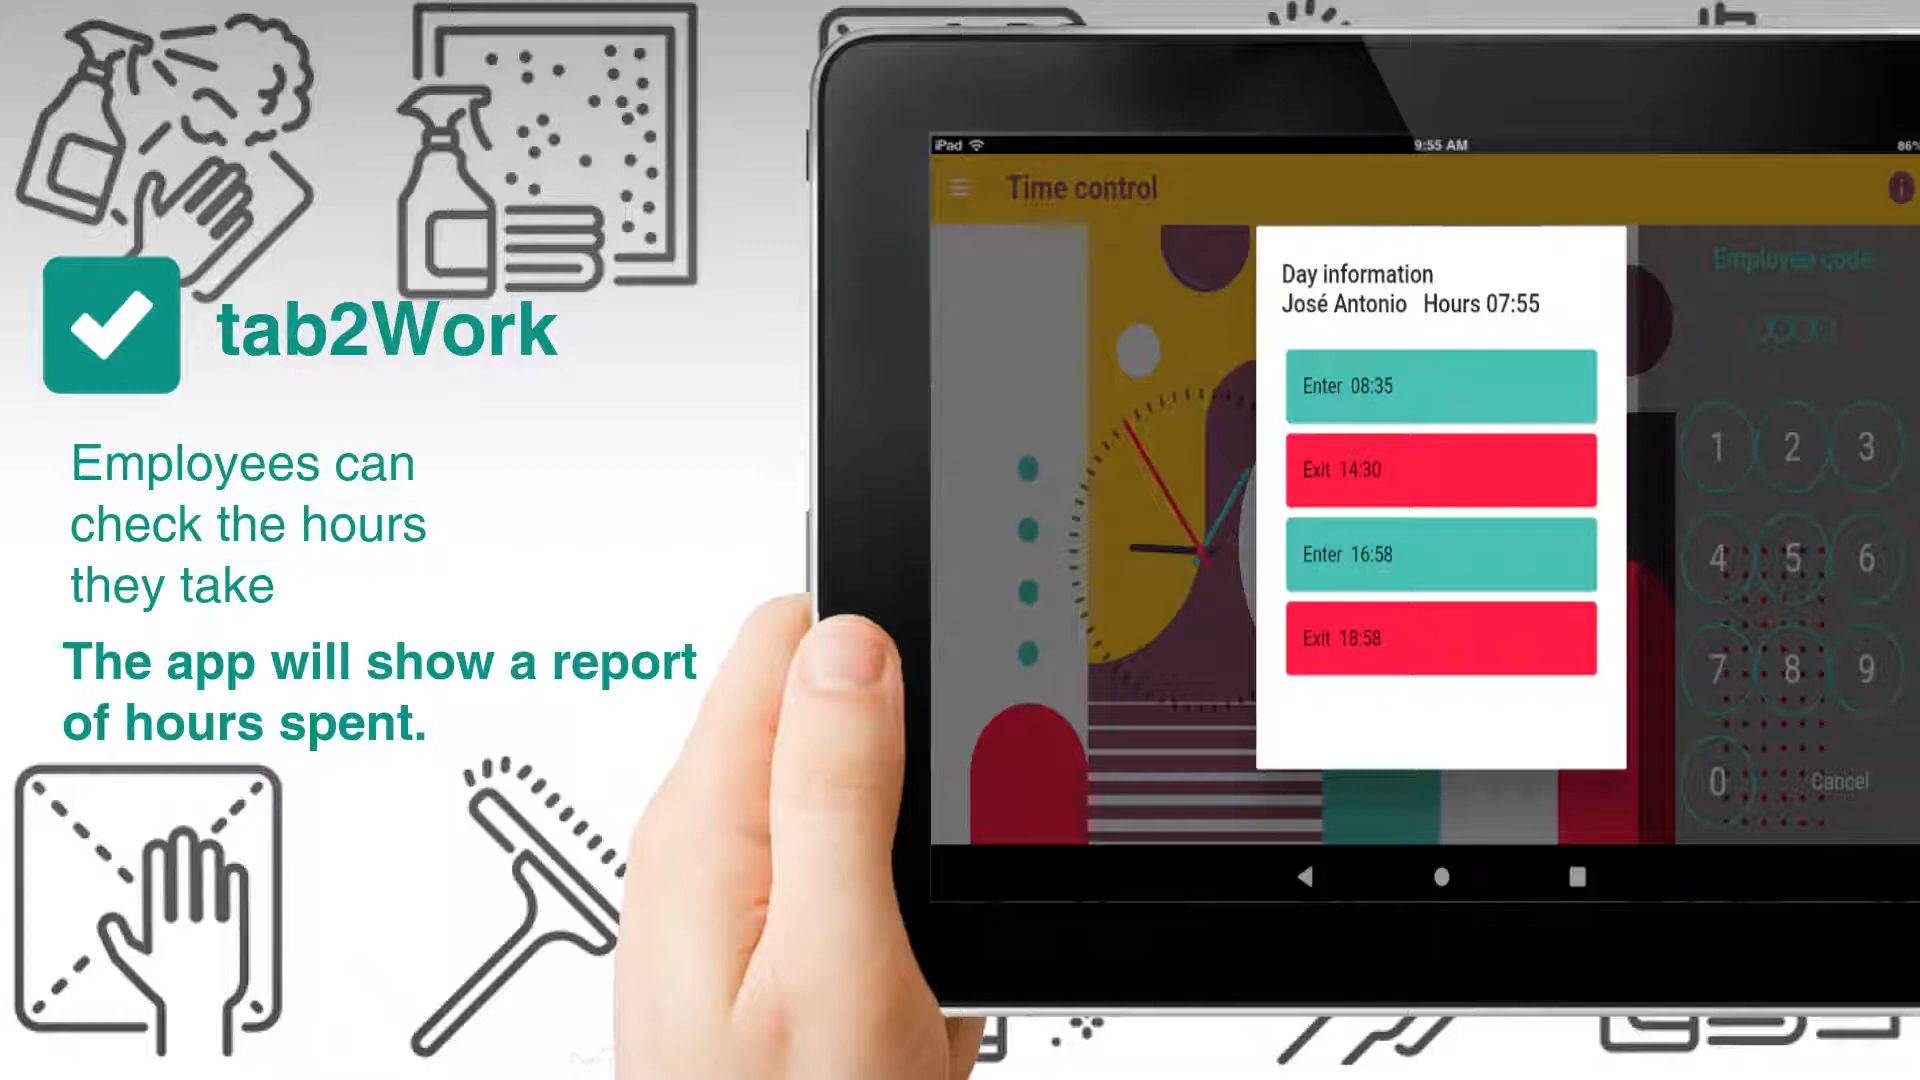 tab2Work
Employees can
check the hours
they take
The app will show a report
of hours spent.
iPad
9:55 AM
86%
Time control
Day information
José Antonio Hours 07:55
Enter 08:35
Exit 14:30
Enter 16:58
Exit 18:58
Employee code
1 2 3
4 5 6
7 8 9
0 Cancel